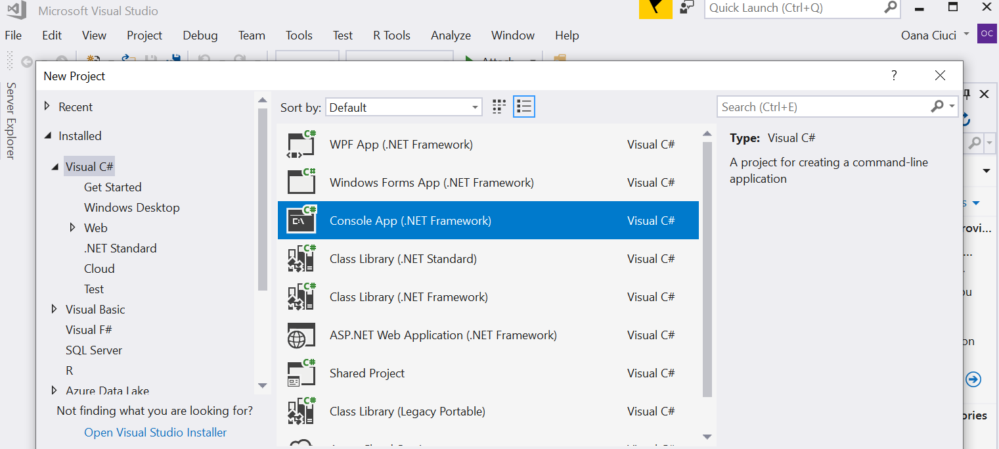 Microsoft Visual Studio
Quick Launch (Ctrl+Q)
File Edit View Project Debug Team Tools Test R Tools Analyze Window Help
Oana Ciuci OC
Attach
Server Explorer
New Project ?
Recent
Installed
Visual C#
Get Started
Windows Desktop
Web
.NET Standard
Cloud
Test
Visual Basic
Visual F#
SQL Server
R
Azure Data Lake
Not finding what you are looking for?
Open Visual Studio Installer
Sort by: Default
Search (Ctrl+E)
C# WPF App (.NET Framework) Visual C#
C# Windows Forms App (.NET Framework) Visual C#
C# C:\ Console App (.NET Framework) Visual C#
C# Class Library (.NET Standard) Visual C#
C# Class Library (.NET Framework) Visual C#
ASP.NET Web Application (.NET Framework) Visual C#
C# Shared Project Visual C#
C# Class Library (Legacy Portable) Visual C#
Type: Visual C#
A project for creating a command-line
application